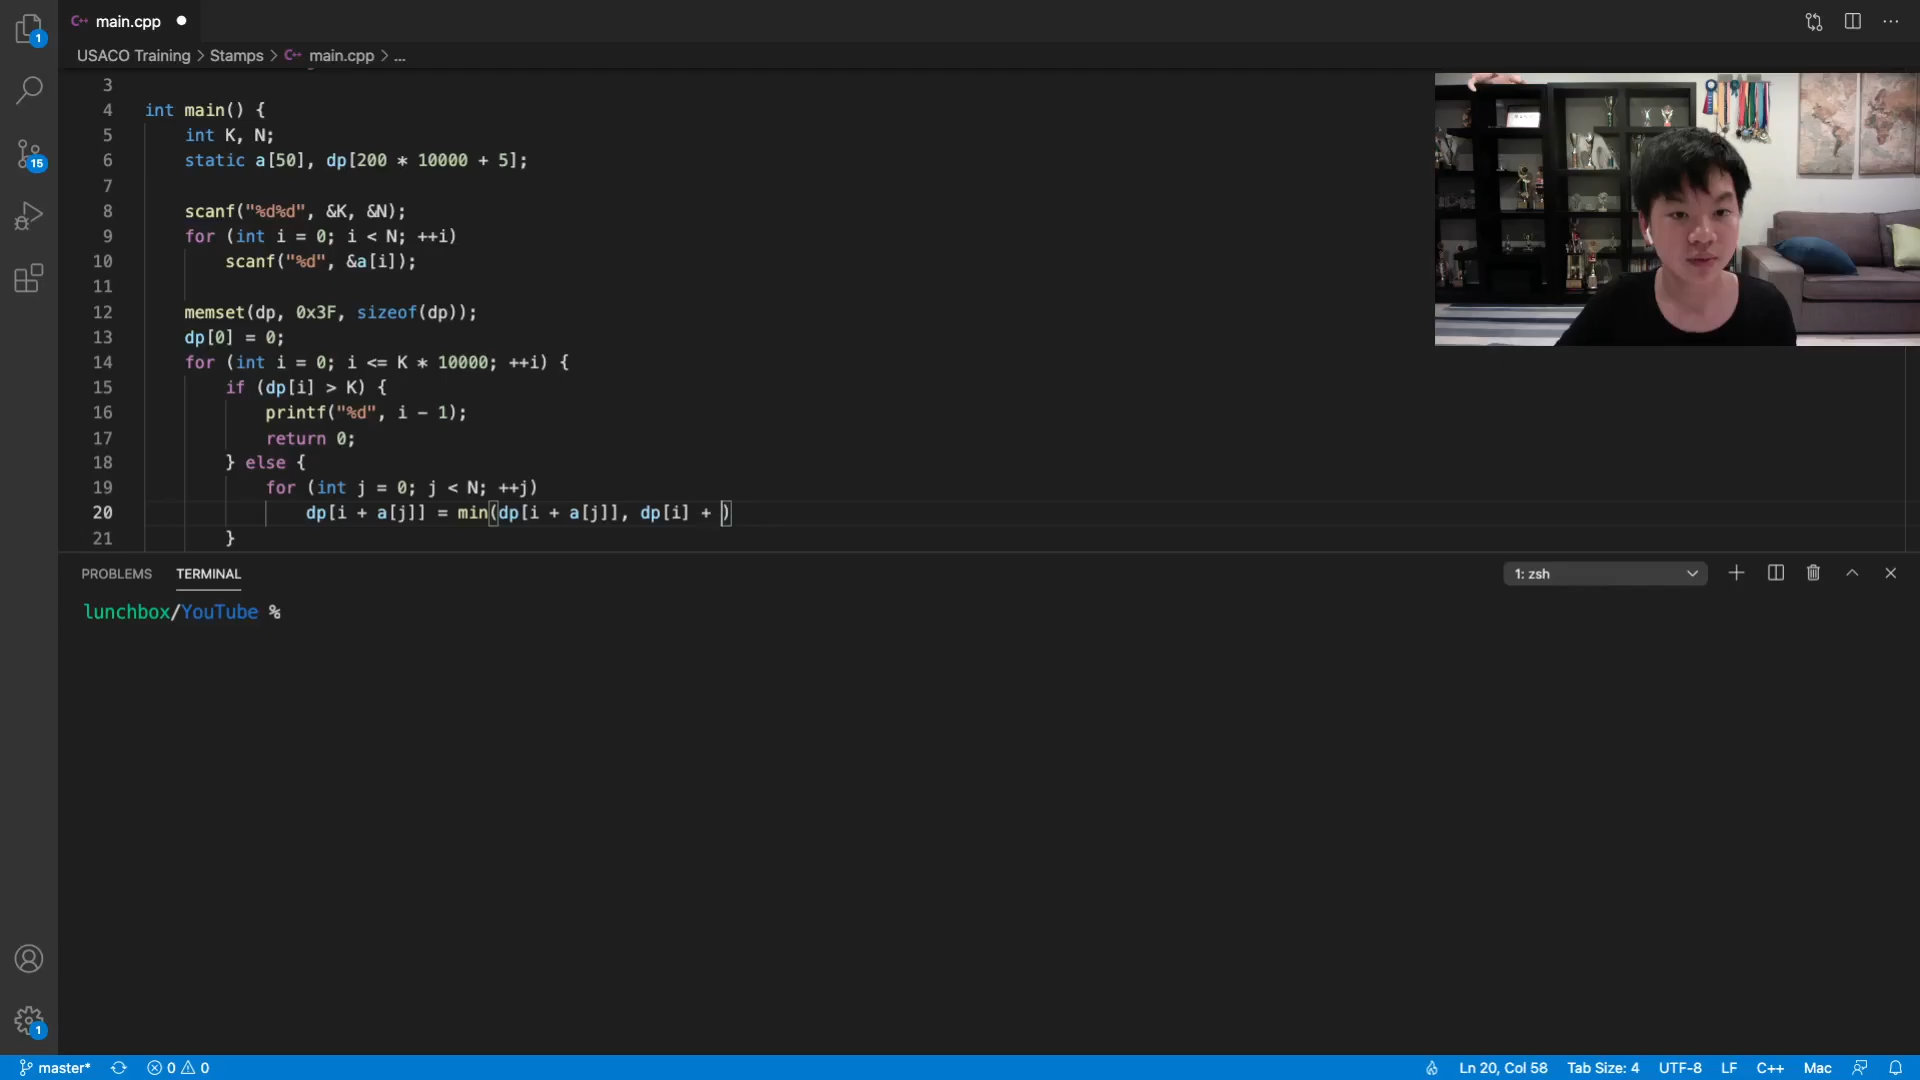 1
C++ main.cpp ●
USACO Training > Stamps > C++ main.cpp > ...
15
3
4 int main() {
5 int K, N;
6 static a[50], dp[200 * 10000 + 5];
7
8 scanf("%d%d", &K, &N);
9 for (int i = 0; i < N; ++i)
10 scanf("%d", &a[i]);
11
12 memset(dp, 0x3F, sizeof(dp));
13 dp[0] = 0;
14 for (int i = 0; i <= K * 10000; ++i) {
15 if (dp[i] > K) {
16 printf("%d", i - 1);
17 return 0;
18 } else {
19 for (int j = 0; j < N; ++j)
20 dp[i + a[j]] = min(dp[i + a[j]], dp[i] + )
21 }
PROBLEMS TERMINAL 1: zsh
lunchbox/YouTube %
1
master* 0 0 Ln 20, Col 58 Tab Size: 4 UTF-8 LF C++ Mac